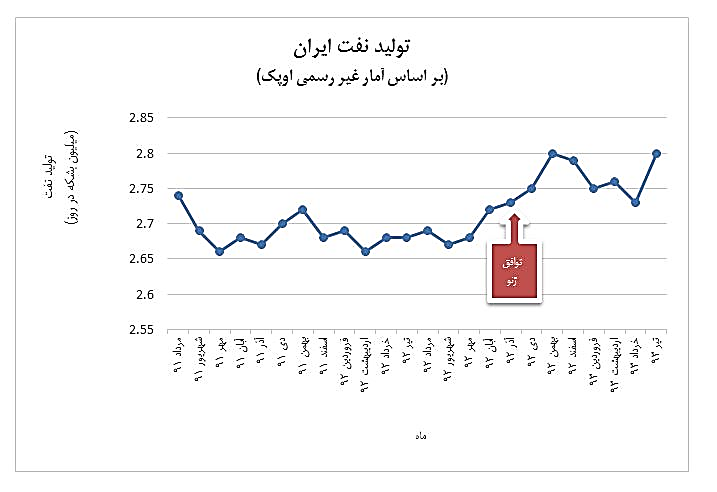 تولید نفت ایران
(بر اساس آمار غیر رسمی اوپک)
تولید نفت
(میلیون بشکه در روز)
2.85
2.8
2.75
2.7
2.65
2.6
2.55
توافق
ژنو
مرداد ۹۱
شهریور ۹۱
مهر ۹۱
آبان ۹۱
آذر ۹۱
دی ۹۱
بهمن ۹۱
اسفند ۹۱
فروردین ۹۲
اردیبهشت ۹۲
خرداد ۹۲
تیر ۹۲
مرداد ۹۲
شهریور ۹۲
مهر ۹۲
آبان ۹۲
آذر ۹۲
دی ۹۲
بهمن ۹۲
اسفند ۹۲
فروردین ۹۳
اردیبهشت ۹۳
خرداد ۹۳
تیر ۹۳
ماه